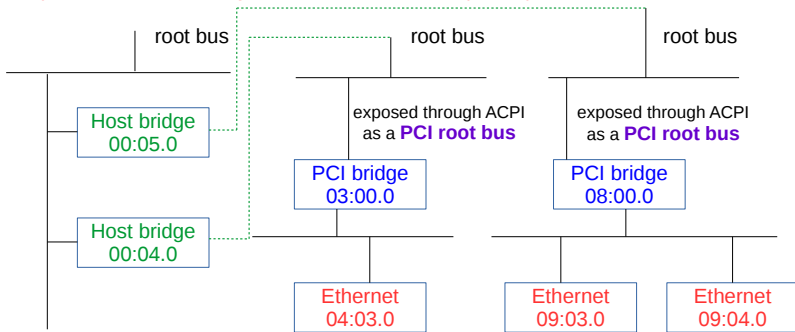 root bus
root bus
root bus
exposed through ACPI
as a PCI root bus
exposed through ACPI
as a PCI root bus
Host bridge
00:05.0
PCI bridge
03:00.0
PCI bridge
08:00.0
Host bridge
00:04.0
Ethernet
04:03.0
Ethernet
09:03.0
Ethernet
09:04.0